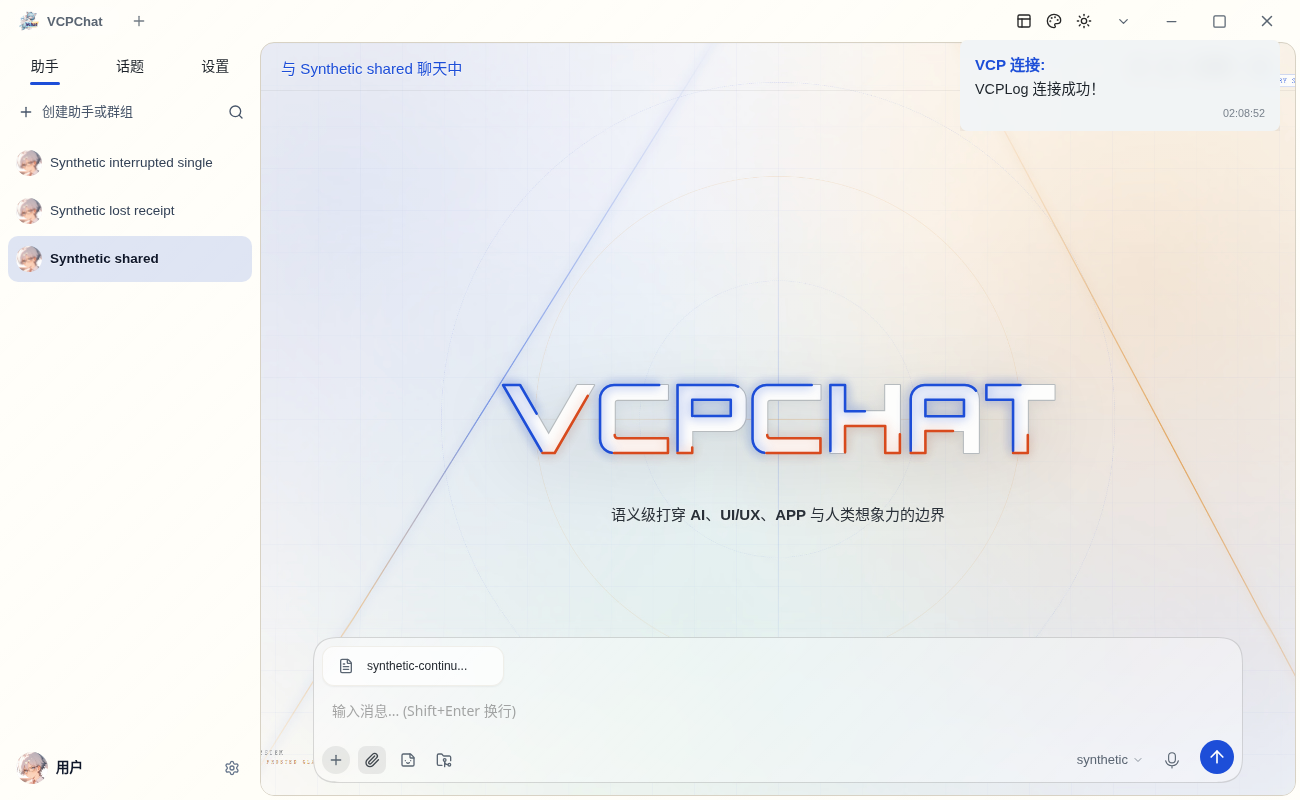 VCPChat
助手
话题
设置
创建助手或群组
Synthetic interrupted single
Synthetic lost receipt
Synthetic shared
用户
与 Synthetic shared 聊天中
VCP 连接:
VCPLog 连接成功!
02:08:52
VCPCHAT
语义级打穿 AI、UI/UX、APP 与人类想象力的边界
synthetic-continu...
输入消息... (Shift+Enter 换行)
synthetic